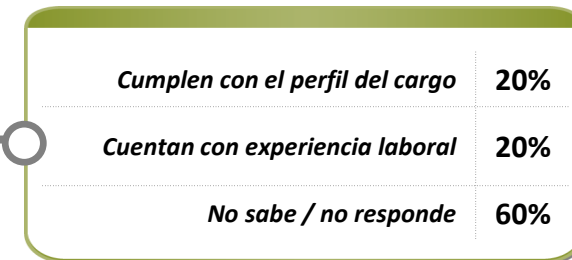 Cumplen con el perfil del cargo 20%
Cuentan con experiencia laboral 20%
No sabe / no responde 60%